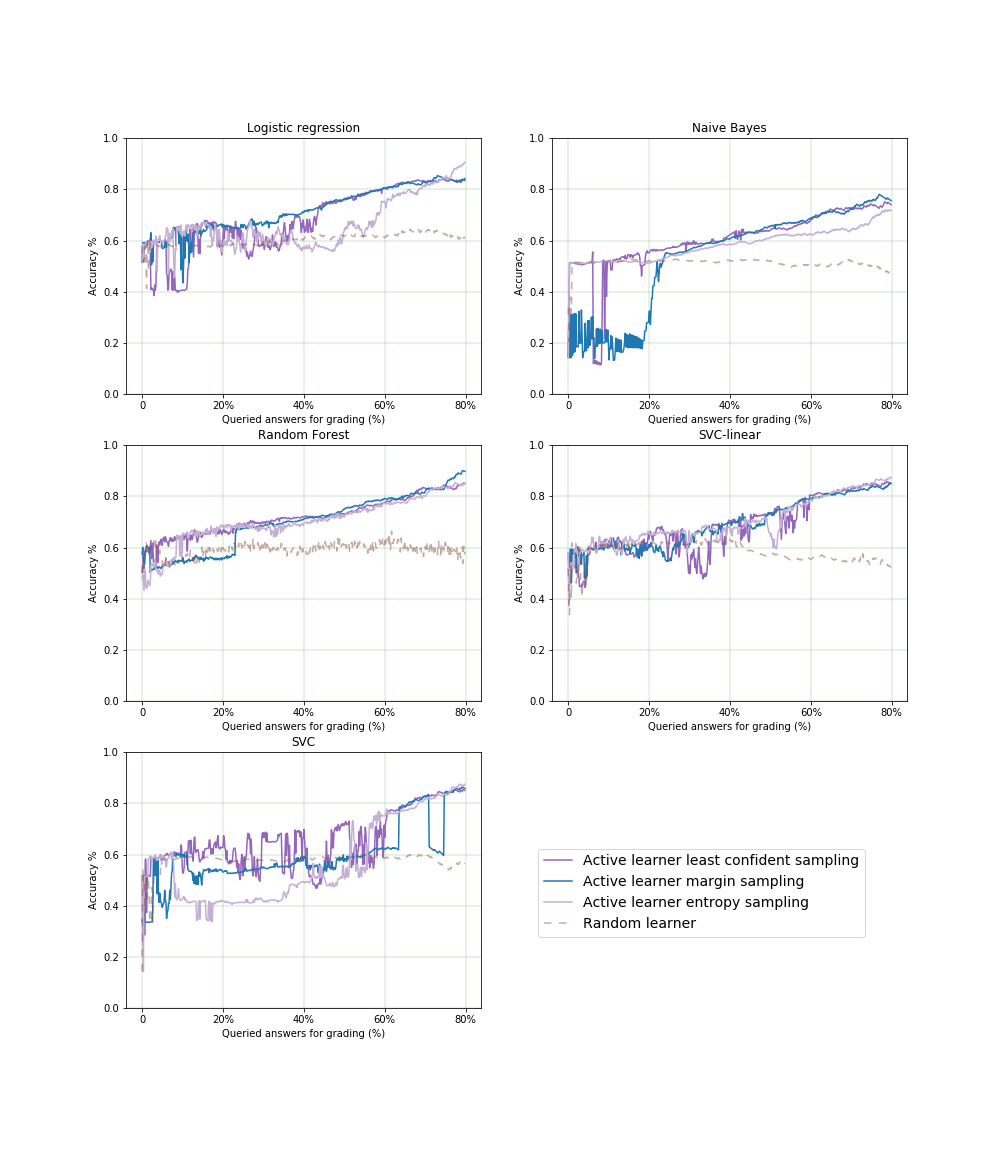 Logistic regression
1.0
0.8
0.6
0.4
0.2
0.0
Accuracy %
0 20% 40% 60% 80%
Queried answers for grading (%)
Naive Bayes
1.0
0.8
0.6
0.4
0.2
0.0
Accuracy %
0 20% 40% 60% 80%
Queried answers for grading (%)
Random Forest
1.0
0.8
0.6
0.4
0.2
0.0
Accuracy %
0 20% 40% 60% 80%
Queried answers for grading (%)
SVC-linear
1.0
0.8
0.6
0.4
0.2
0.0
Accuracy %
0 20% 40% 60% 80%
Queried answers for grading (%)
SVC
1.0
0.8
0.6
0.4
0.2
0.0
Accuracy %
0 20% 40% 60% 80%
Queried answers for grading (%)
Active learner least confident sampling
Active learner margin sampling
Active learner entropy sampling
Random learner